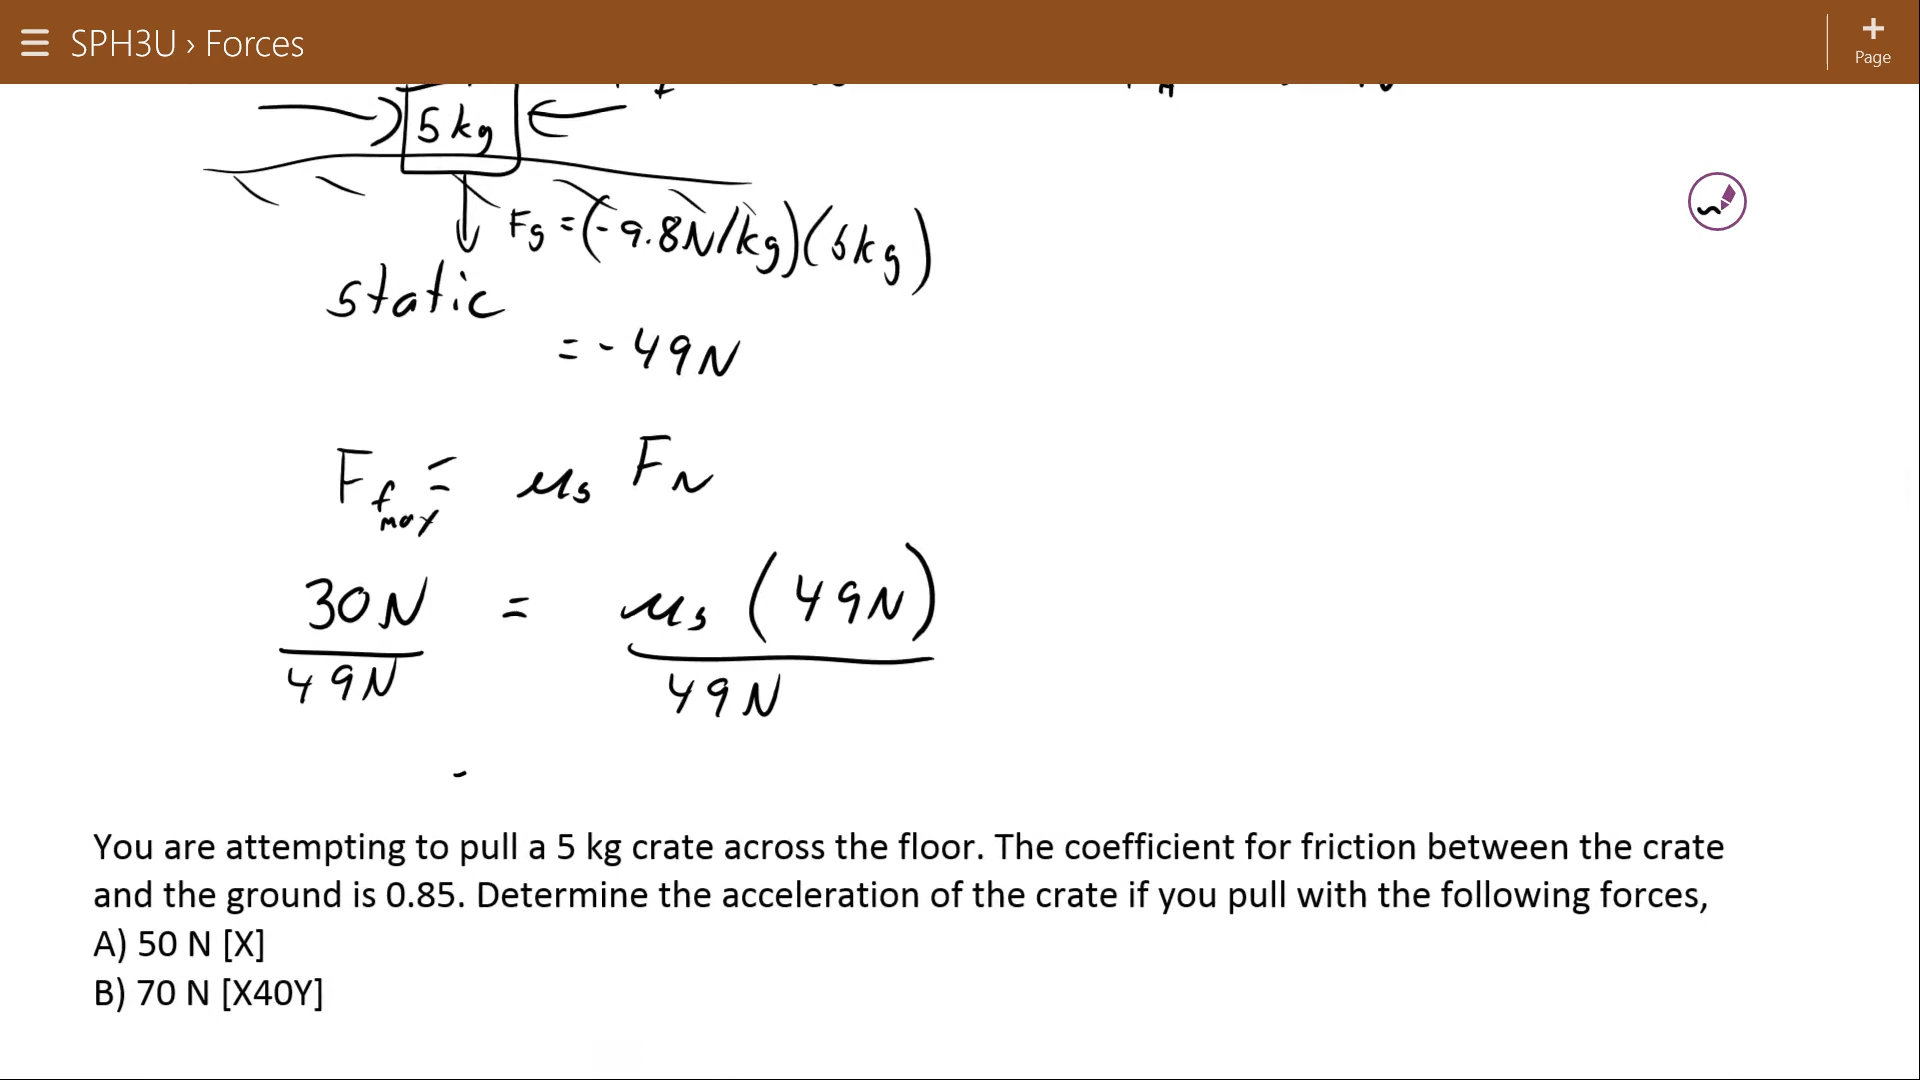 SPH3U › Forces
+
Page
5 kg
Fg = (-9.8N/kg)(5kg)
static
= - 49N
Ff max = μs FN
30N = μs (49N)
49N 49N
You are attempting to pull a 5 kg crate across the floor. The coefficient for friction between the crate
and the ground is 0.85. Determine the acceleration of the crate if you pull with the following forces,
A) 50 N [X]
B) 70 N [X40Y]